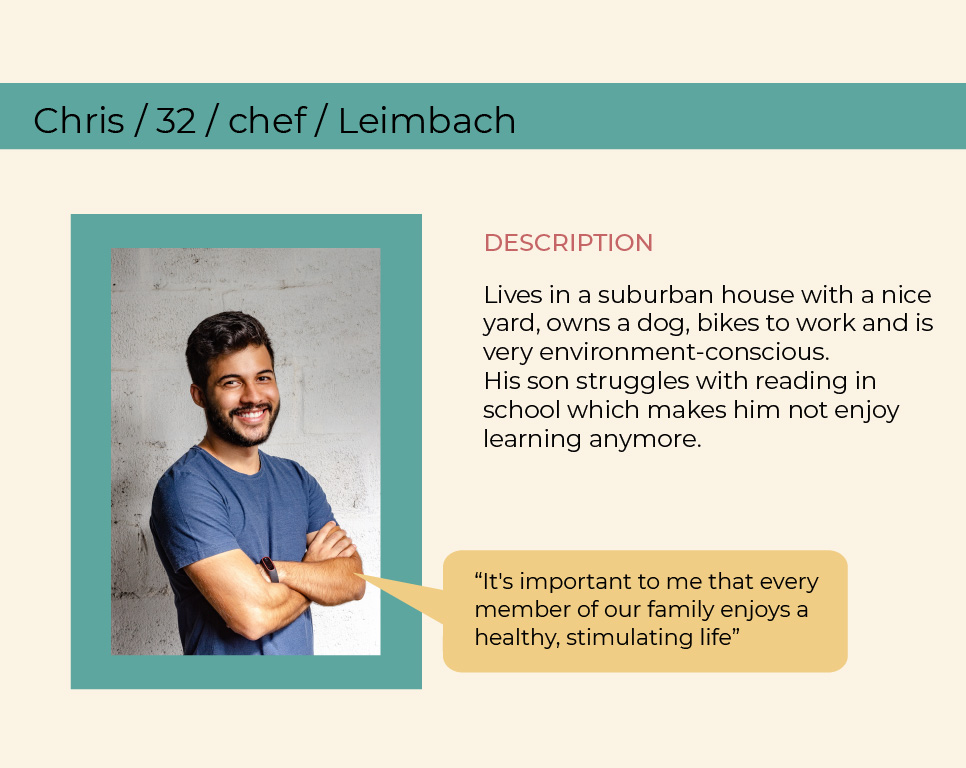 Chris / 32 / chef / Leimbach
DESCRIPTION
Lives in a suburban house with a nice
yard, owns a dog, bikes to work and is
very environment-conscious.
His son struggles with reading in
school which makes him not enjoy
learning anymore.
“It's important to me that every
member of our family enjoys a
healthy, stimulating life”